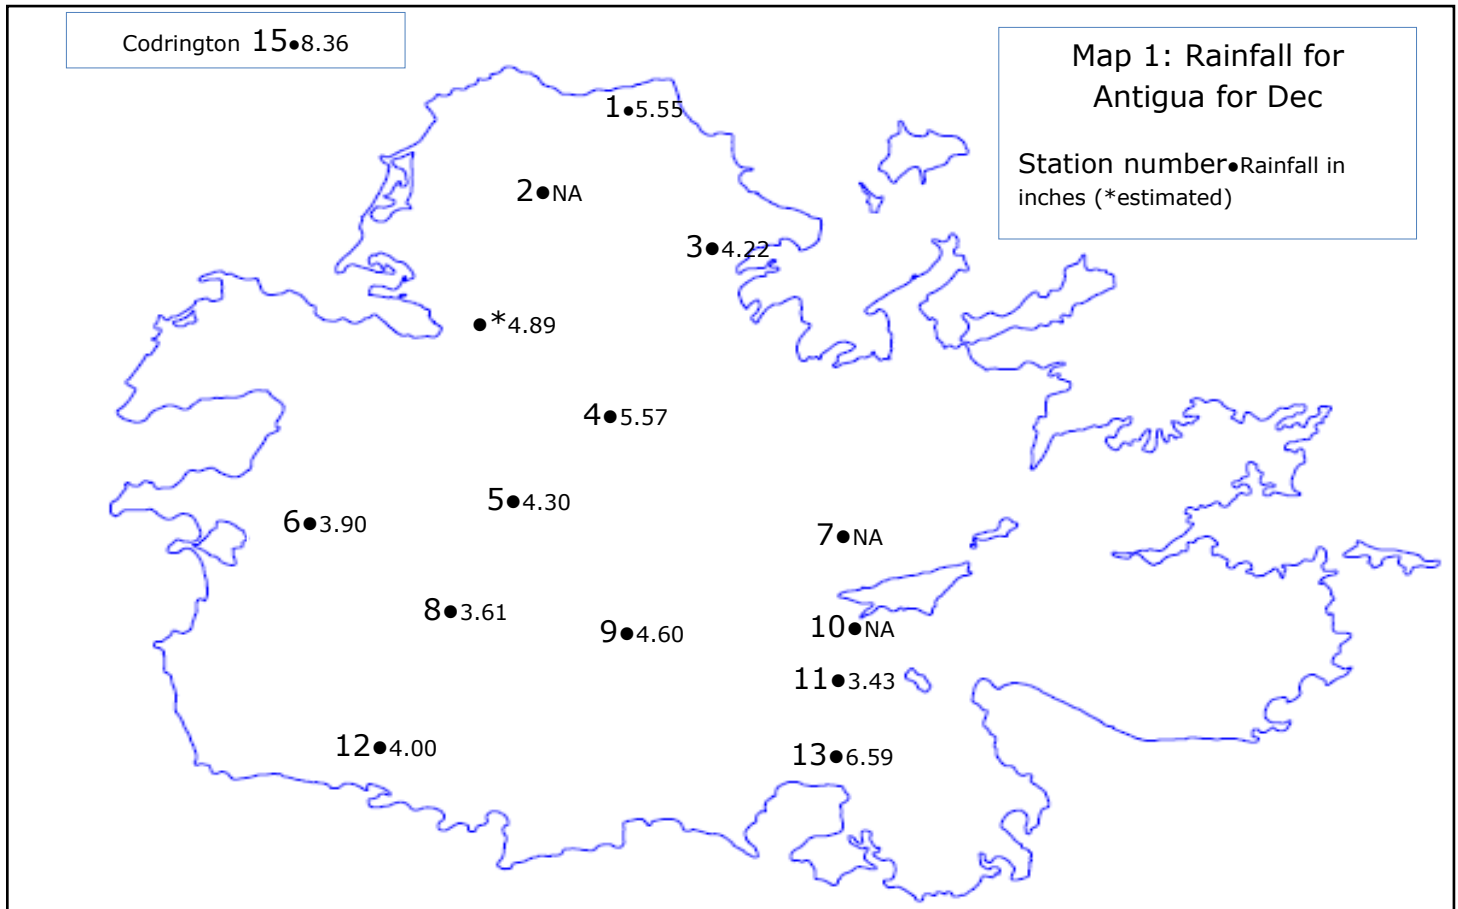 Codrington 15●8.36
Map 1: Rainfall for
Antigua for Dec
Station number●Rainfall in
inches (*estimated)
1●5.55
2●NA
3●4.22
●*4.89
4●5.57
5●4.30
6●3.90
7●NA
8●3.61
9●4.60
10●NA
11●3.43
12●4.00
13●6.59